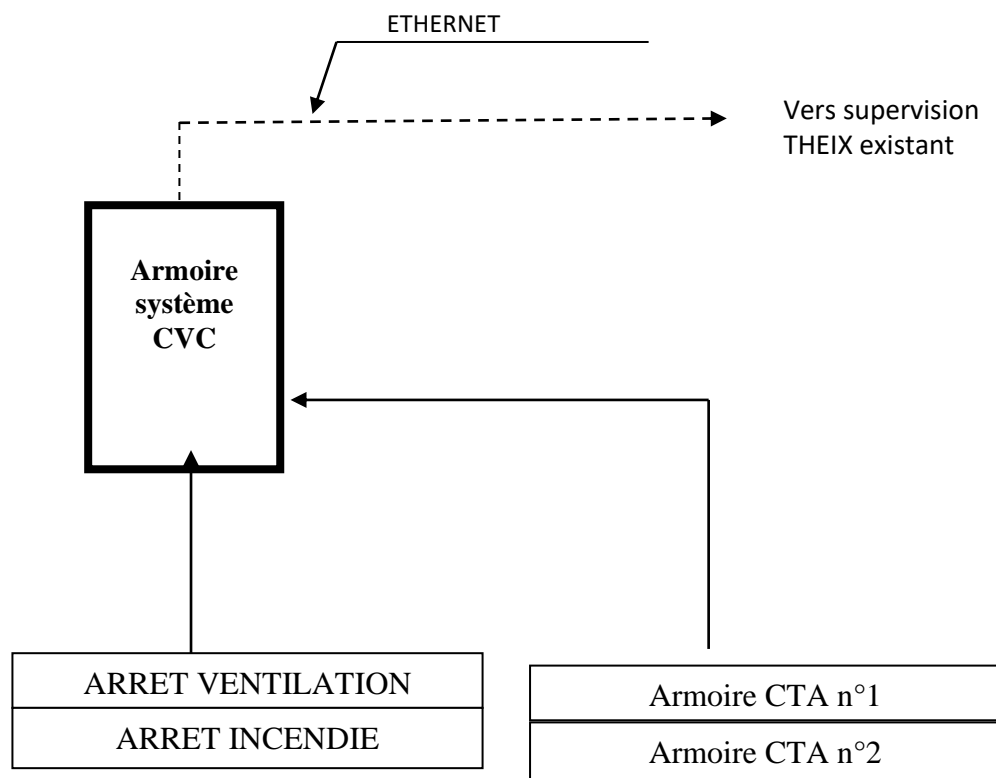 ETHERNET
Vers supervision
THEIX existant
Armoire
système
CVC
ARRET VENTILATION
ARRET INCENDIE
Armoire CTA n°1
Armoire CTA n°2